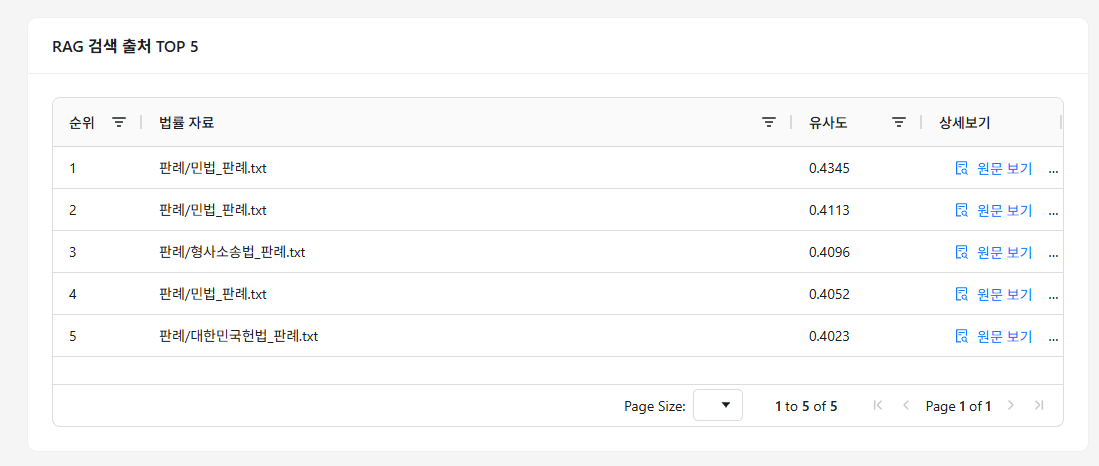 RAG 검색 출처 TOP 5
순위 법률 자료 유사도 상세보기
1 판례/민법_판례.txt 0.4345 원문 보기 ...
2 판례/민법_판례.txt 0.4113 원문 보기 ...
3 판례/형사소송법_판례.txt 0.4096 원문 보기 ...
4 판례/민법_판례.txt 0.4052 원문 보기 ...
5 판례/대한민국헌법_판례.txt 0.4023 원문 보기 ...
Page Size: 1 to 5 of 5 Page 1 of 1